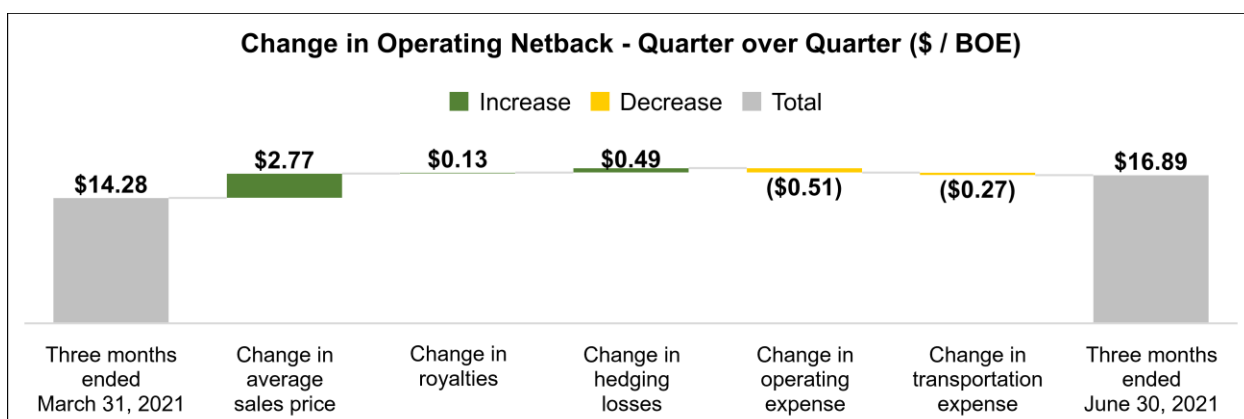 Change in Operating Netback - Quarter over Quarter ($ / BOE)
Increase Decrease Total
$14.28
$2.77
$0.13
$0.49
($0.51)
($0.27)
$16.89
Three months
ended
March 31, 2021
Change in
average
sales price
Change in
royalties
Change in
hedging
losses
Change in
operating
expense
Change in
transportation
expense
Three months
ended
June 30, 2021